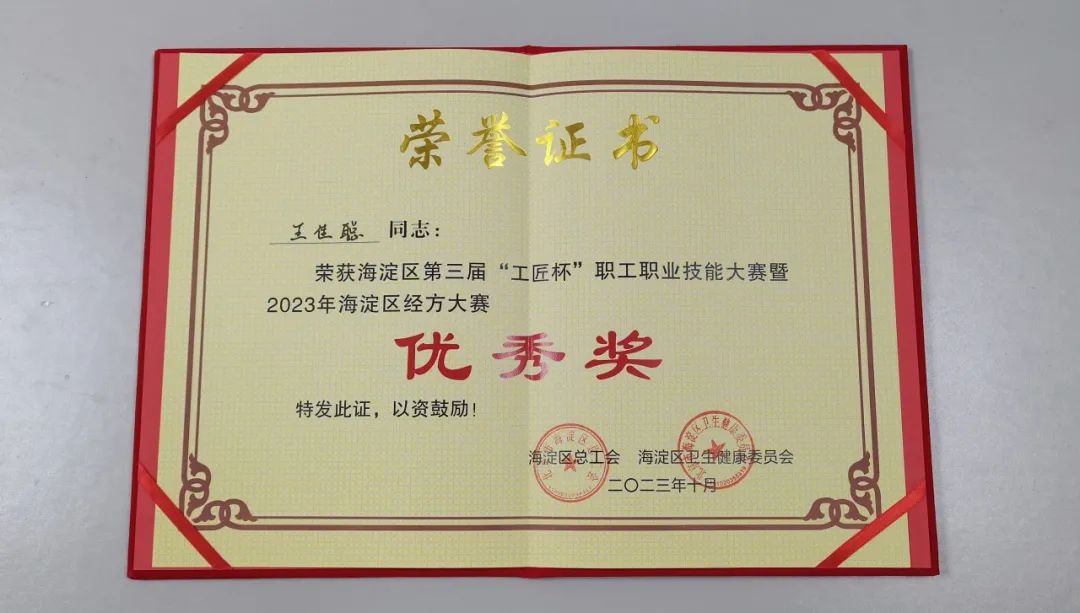 荣誉证书
王佳聪 同志：
荣获海淀区第三届“工匠杯”职工职业技能大赛暨
2023年海淀区经方大赛
优秀奖
特发此证，以资鼓励！
海淀区总工会 海淀区卫生健康委员会
二〇二三年十月